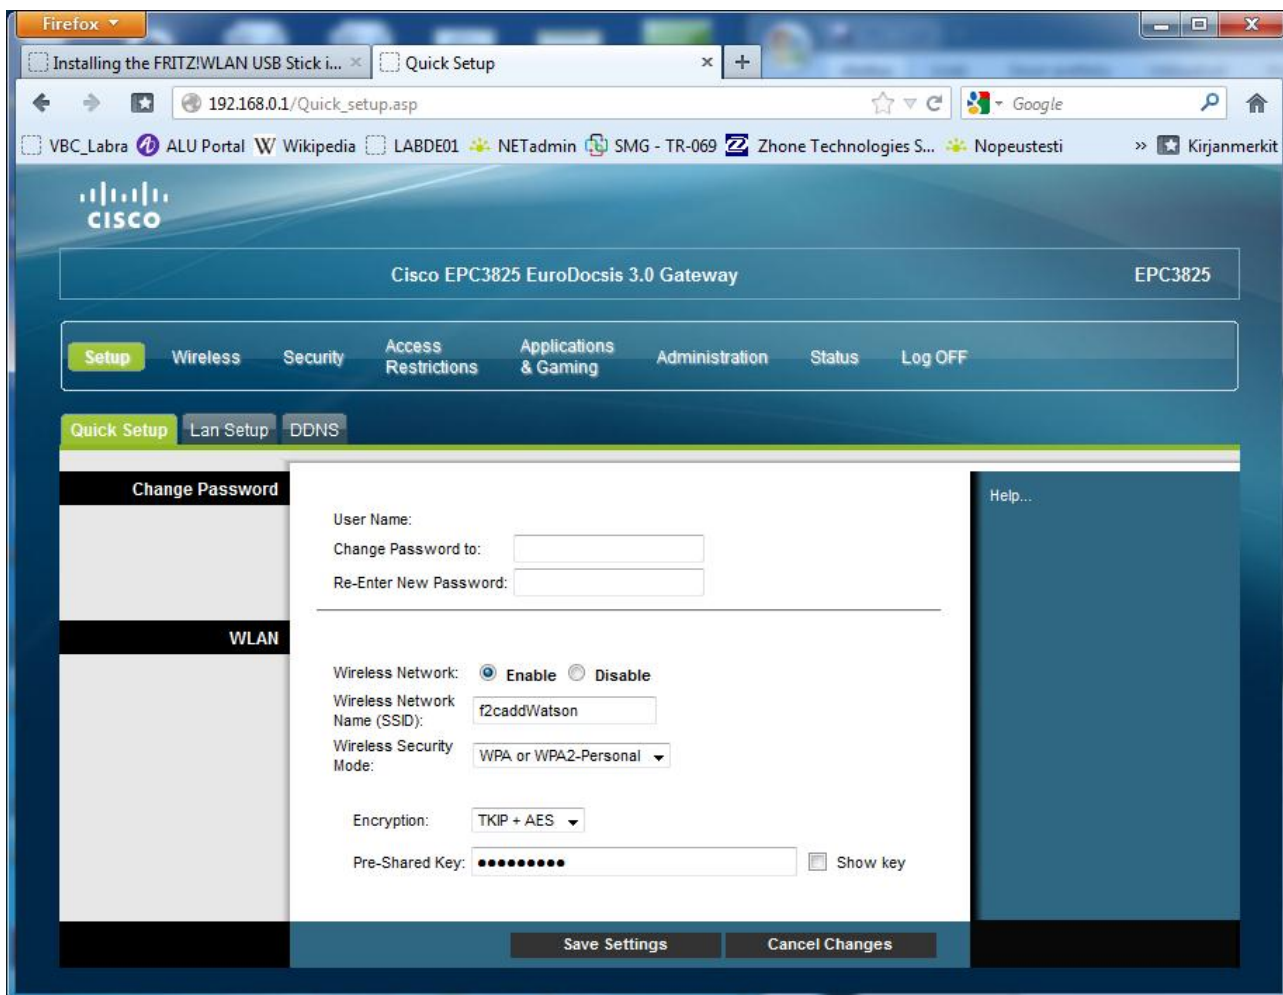 Firefox
Installing the FRITZ!WLAN USB Stick i...
Quick Setup
192.168.0.1/Quick_setup.asp
Google
VBC_Labra ALU Portal Wikipedia LABDE01 NETadmin SMG - TR-069 Zhone Technologies S... Nopeustesti » Kirjanmerkit
CISCO
Cisco EPC3825 EuroDocsis 3.0 Gateway EPC3825
Setup Wireless Security Access Restrictions Applications & Gaming Administration Status Log OFF
Quick Setup Lan Setup DDNS
Change Password
Help...
User Name:
Change Password to:
Re-Enter New Password:
WLAN
Wireless Network: Enable Disable
Wireless Network
Name (SSID): f2caddWatson
Wireless Security
Mode: WPA or WPA2-Personal
Encryption: TKIP + AES
Pre-Shared Key: ●●●●●●●●● Show key
Save Settings Cancel Changes